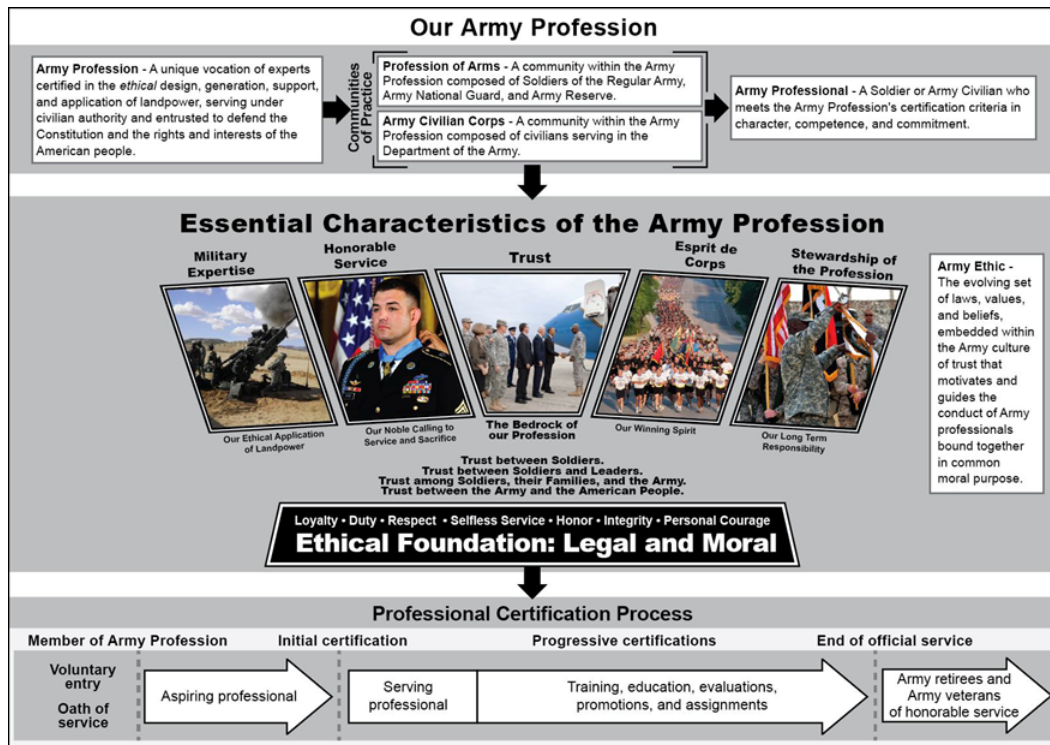 Our Army Profession
Army Profession - A unique vocation of experts
certified in the ethical design, generation, support,
and application of landpower, serving under
civilian authority and entrusted to defend the
Constitution and the rights and interests of the
American people.
Communities
of Practice
Profession of Arms - A community within the Army
Profession composed of Soldiers of the Regular Army,
Army National Guard, and Army Reserve.
Army Civilian Corps - A community within the Army
Profession composed of civilians serving in the
Department of the Army.
Army Professional - A Soldier or Army Civilian who
meets the Army Profession's certification criteria in
character, competence, and commitment.
Essential Characteristics of the Army Profession
Military
Expertise
Our Ethical Application
of Landpower
Honorable
Service
Our Noble Calling to
Service and Sacrifice
Trust
The Bedrock of
our Profession
Esprit de
Corps
Our Winning Spirit
Stewardship of
the Profession
Our Long Term
Responsibility
Army Ethic -
The evolving set
of laws, values,
and beliefs,
embedded within
the Army culture
of trust that
motivates and
guides the
conduct of Army
professionals
bound together
in common
moral purpose.
Trust between Soldiers.
Trust between Soldiers and Leaders.
Trust among Soldiers, their Families, and the Army.
Trust between the Army and the American People.
Loyalty • Duty • Respect • Selfless Service • Honor • Integrity • Personal Courage
Ethical Foundation: Legal and Moral
Professional Certification Process
Member of Army Profession
Initial certification
Progressive certifications
End of official service
Voluntary
entry
Oath of
service
Aspiring professional
Serving
professional
Training, education, evaluations,
promotions, and assignments
Army retirees and
Army veterans
of honorable service